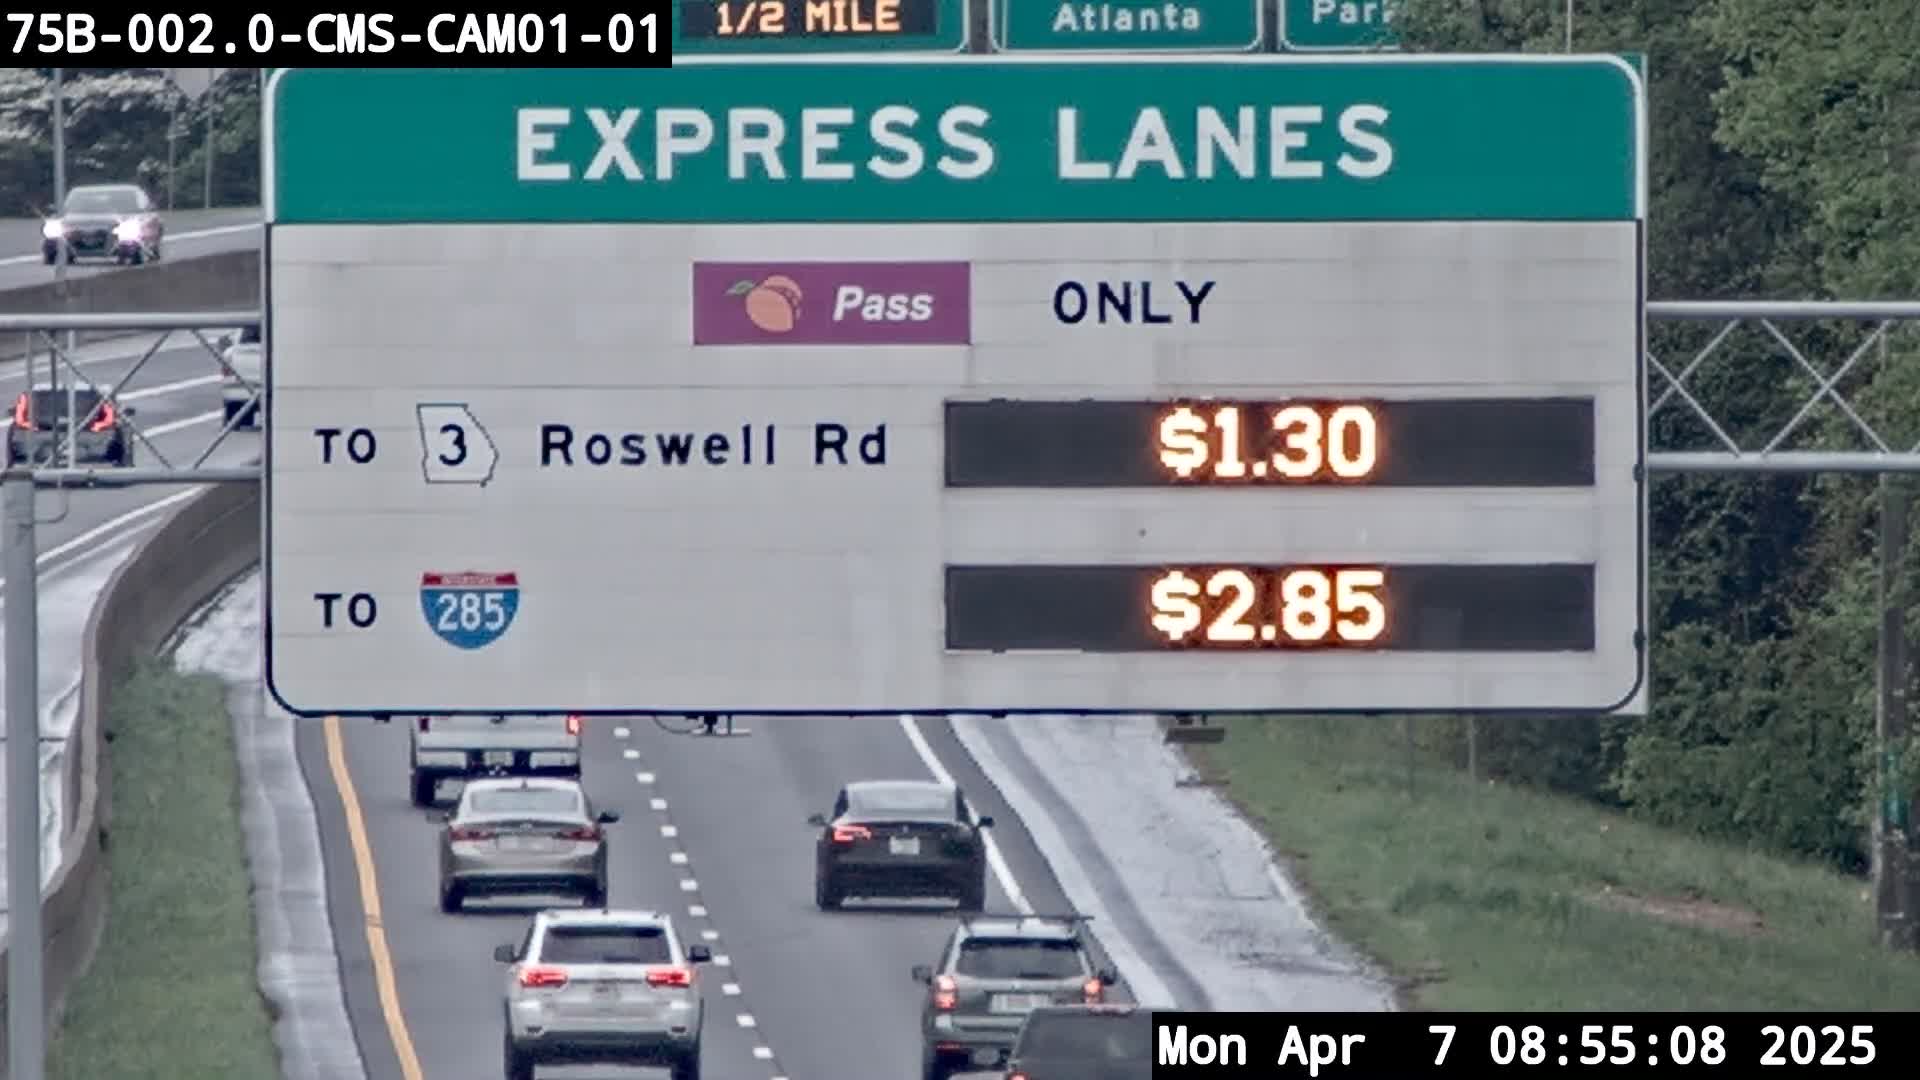 75B-002.0-CMS-CAM01-01
1/2 MILE
Atlanta
EXPRESS LANES
Pass ONLY
TO 3 Roswell Rd $1.30
TO 285 $2.85
Mon Apr 7 08:55:08 2025